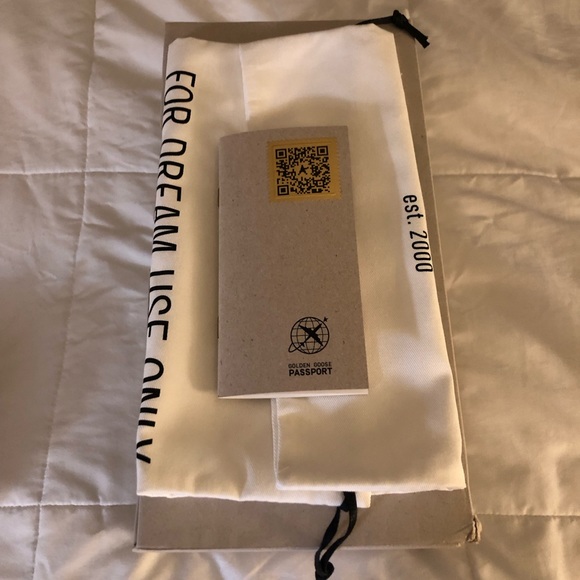 FOR DREAM USE ONLY
est. 2000
GOLDEN GOOSE
PASSPORT